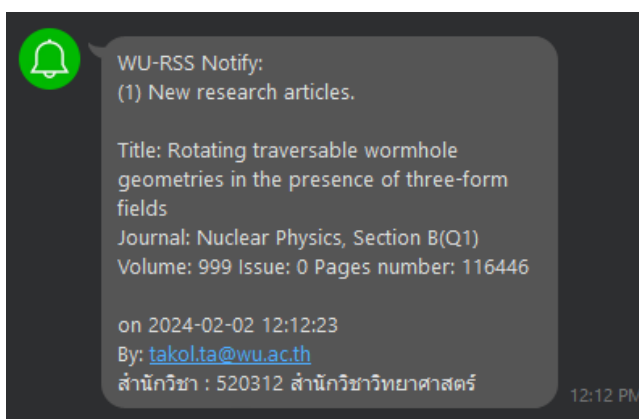 WU-RSS Notify:
(1) New research articles.
Title: Rotating traversable wormhole
geometries in the presence of three-form
fields
Journal: Nuclear Physics, Section B(Q1)
Volume: 999 Issue: 0 Pages number: 116446
on 2024-02-02 12:12:23
By: takol.ta@wu.ac.th
สำนักวิชา : 520312 สำนักวิชาวิทยาศาสตร์
12:12 PM